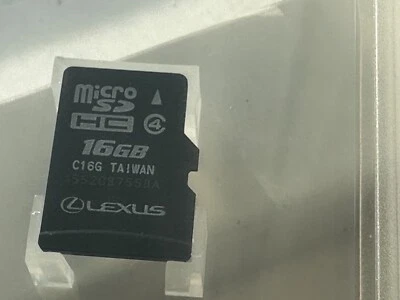 micro
SD
HC 4
16GB
C16G TAIWAN
LEXUS